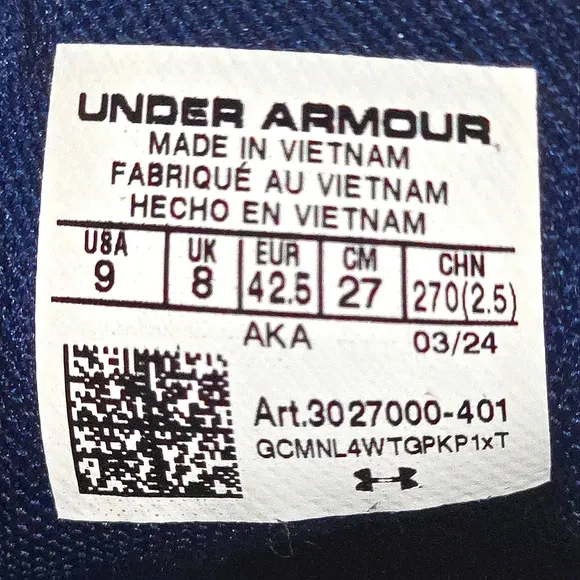 UNDER ARMOUR
MADE IN VIETNAM
FABRIQUÉ AU VIETNAM
HECHO EN VIETNAM
USA UK EUR CM CHN
9 8 42.5 27 270(2.5)
AKA 03/24
Art.3027000-401
GCMNL4WTGPKP1xT